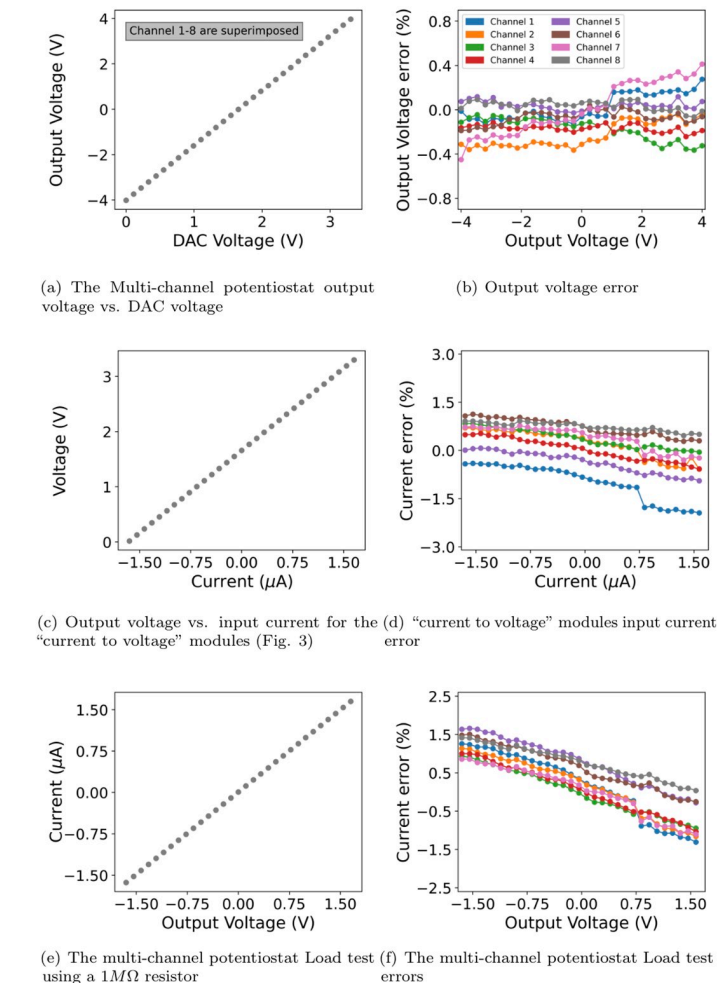 4
2
0
−2
−4
Output Voltage (V)
Channel 1-8 are superimposed
0 1 2 3
DAC Voltage (V)
0.8
0.4
0.0
−0.4
−0.8
Output Voltage error (%)
Channel 1
Channel 2
Channel 3
Channel 4
Channel 5
Channel 6
Channel 7
Channel 8
−4 −2 0 2 4
Output Voltage (V)
(a) The Multi-channel potentiostat output
voltage vs. DAC voltage
(b) Output voltage error
3
2
1
0
Voltage (V)
−1.50 −0.75 0.00 0.75 1.50
Current (μA)
3.0
1.5
0.0
−1.5
−3.0
Current error (%)
−1.50 −0.75 0.00 0.75 1.50
Current (μA)
(c) Output voltage vs. input current for the
“current to voltage” modules (Fig. 3)
(d) “current to voltage” modules input current
error
1.50
0.75
0.00
−0.75
−1.50
Current (μA)
−1.50 −0.75 0.00 0.75 1.50
Output Voltage (V)
2.5
1.5
0.5
−0.5
−1.5
−2.5
Current error (%)
−1.50 −0.75 0.00 0.75 1.50
Output Voltage (V)
(e) The multi-channel potentiostat Load test
using a 1MΩ resistor
(f) The multi-channel potentiostat Load test
errors